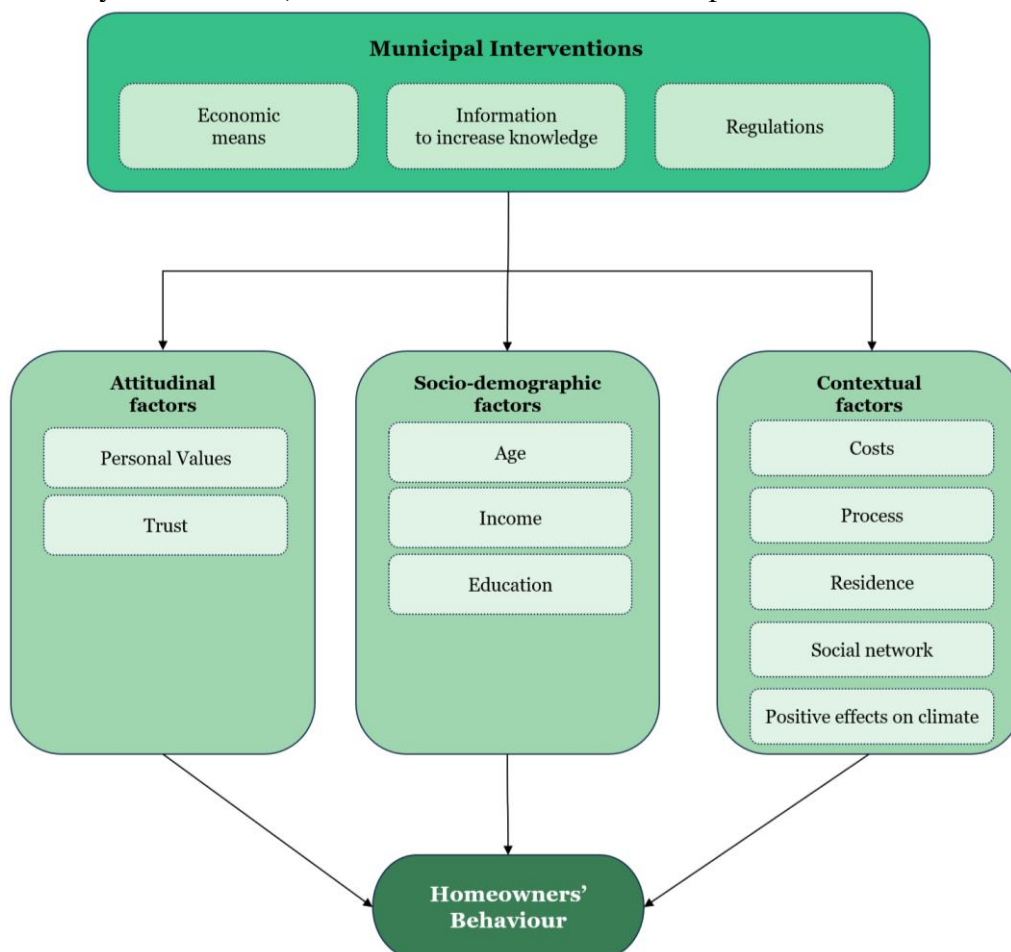 Municipal Interventions
Economic
means
Information
to increase knowledge
Regulations
Attitudinal
factors
Personal Values
Trust
Socio-demographic
factors
Age
Income
Education
Contextual
factors
Costs
Process
Residence
Social network
Positive effects on climate
Homeowners’
Behaviour